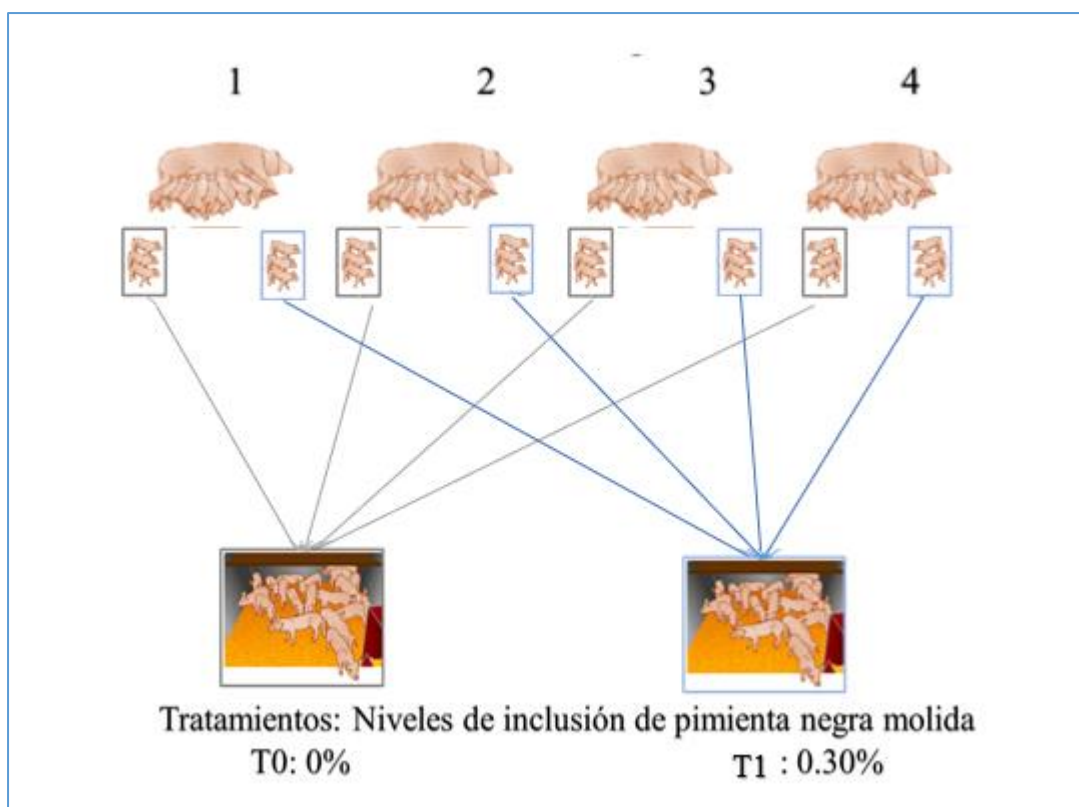 1 2 3 4
Tratamientos: Niveles de inclusión de pimienta negra molida
T0: 0% T1 : 0.30%